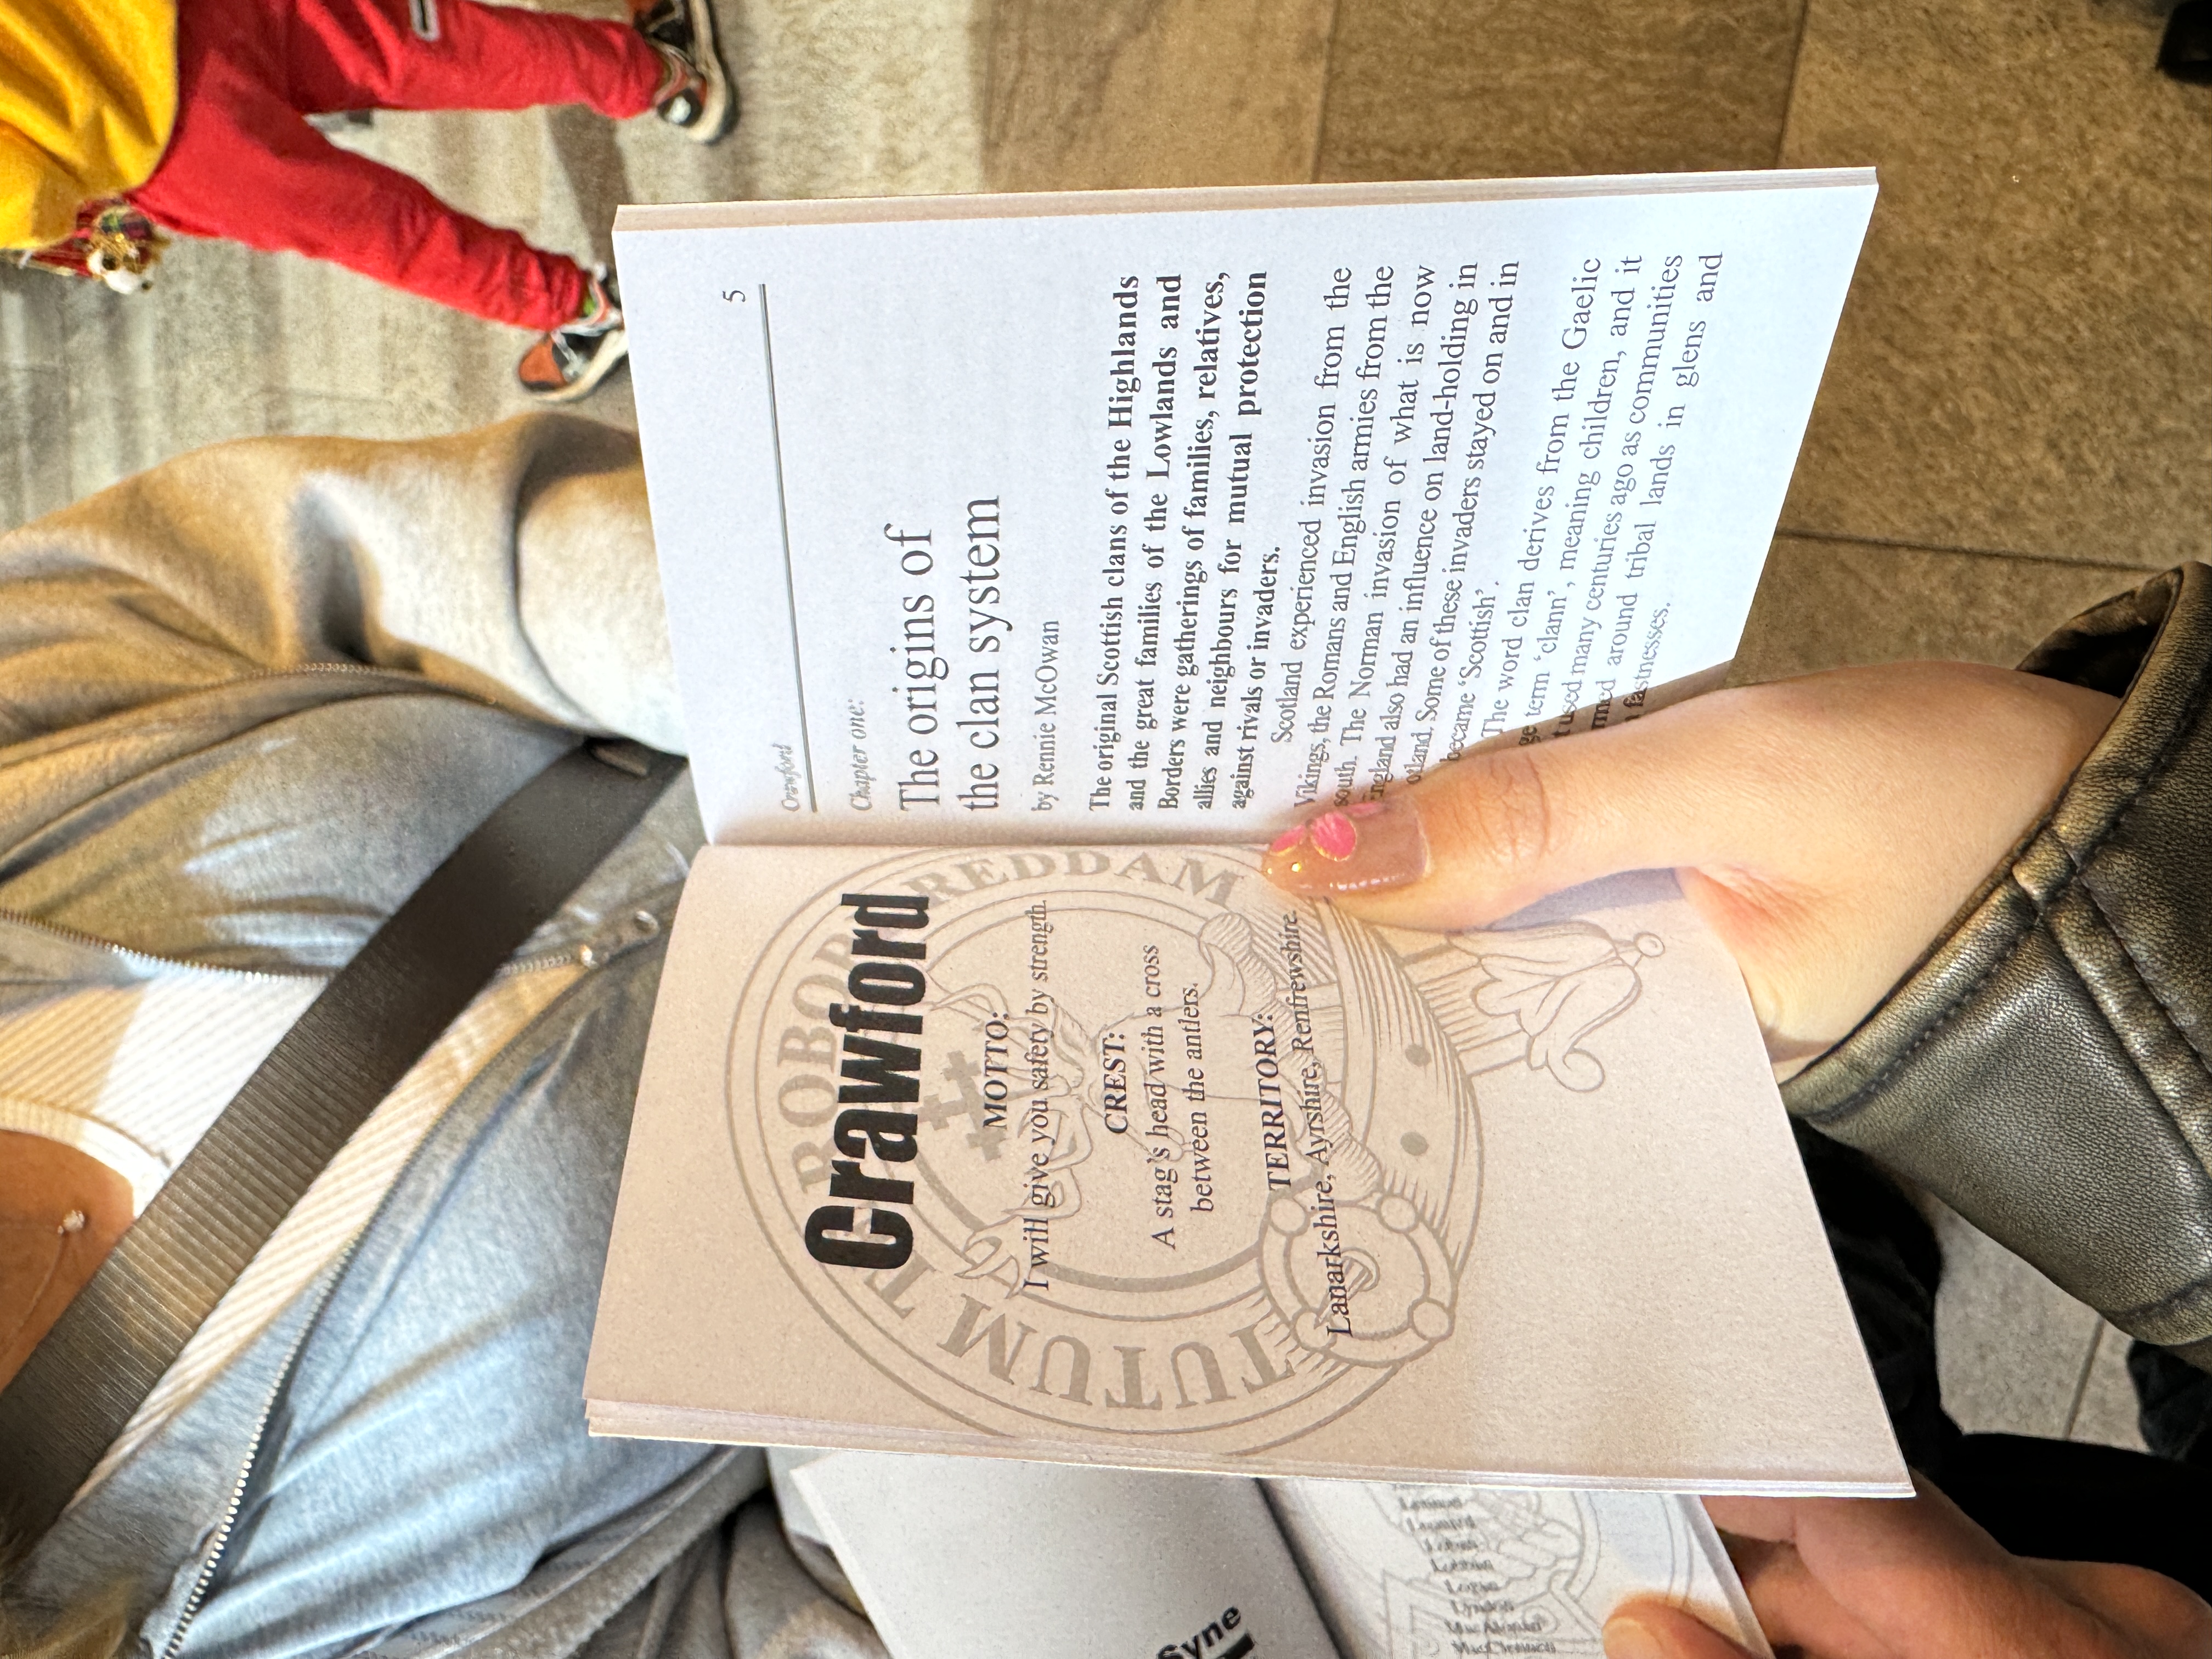 Crawford
TUTUM TE ROBORE REDDAM
MOTTO:
I will give you safety by strength.
CREST:
A stag's head with a cross
between the antlers.
TERRITORY:
Lanarkshire, Ayrshire, Renfrewshire.
5
Crawford
Chapter one:
The origins of
the clan system
by Rennie McOwan
The original Scottish clans of the Highlands
and the great families of the Lowlands and
Borders were gatherings of families, relatives,
allies and neighbours for mutual protection
against rivals or invaders.
Scotland experienced invasion from the
Vikings, the Romans and English armies from the
south. The Norman invasion of what is now
England also had an influence on land-holding in
otland. Some of these invaders stayed on and in
became ‘Scottish’.
The word clan derives from the Gaelic
ge term ‘clann’, meaning children, and it
t used many centuries ago as communities
rmed around tribal lands in glens and
fastnesses.
Syne
Logan